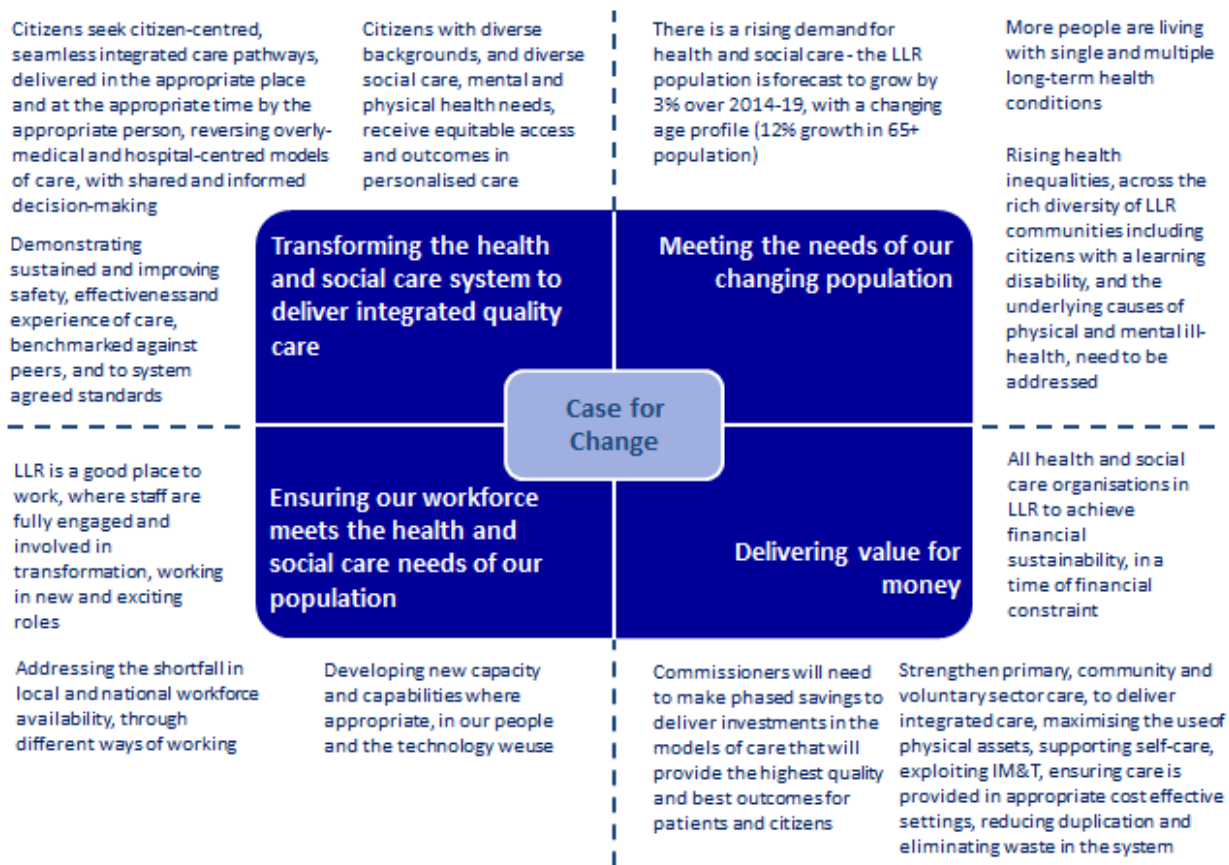 Citizens seek citizen-centred,
seamless integrated care pathways,
delivered in the appropriate place
and at the appropriate time by the
appropriate person, reversing overly-
medical and hospital-centred models
of care, with shared and informed
decision-making
Citizens with diverse
backgrounds, and diverse
social care, mental and
physical health needs,
receive equitable access
and outcomes in
personalised care
Demonstrating
sustained and improving
safety, effectivenessand
experience of care,
benchmarked against
peers, and to system
agreed standards
Transforming the health
and social care system to
deliver integrated quality
care
There is a rising demand for
health and social care - the LLR
population is forecast to grow by
3% over 2014-19, with a changing
age profile (12% growth in 65+
population)
More people are living
with single and multiple
long-term health
conditions
Rising health
inequalities, across the
rich diversity of LLR
communities including
citizens with a learning
disability, and the
underlying causes of
physical and mental ill-
health, need to be
addressed
Meeting the needs of our
changing population
Case for
Change
LLR is a good place to
work, where staff are
fully engaged and
involved in
transformation, working
in new and exciting
roles
Ensuring our workforce
meets the health and
social care needs of our
population
Addressing the shortfall in
local and national workforce
availability, through
different ways of working
Developing new capacity
and capabilities where
appropriate, in our people
and the technology weuse
Delivering value for
money
All health and social
care organisations in
LLR to achieve
financial
sustainability, in a
time of financial
constraint
Commissioners will need
to make phased savings to
deliver investments in the
models of care that will
provide the highest quality
and best outcomes for
patients and citizens
Strengthen primary, community and
voluntary sector care, to deliver
integrated care, maximising the useof
physical assets, supporting self-care,
exploiting IM&T, ensuring care is
provided in appropriate cost effective
settings, reducing duplication and
eliminating waste in the system